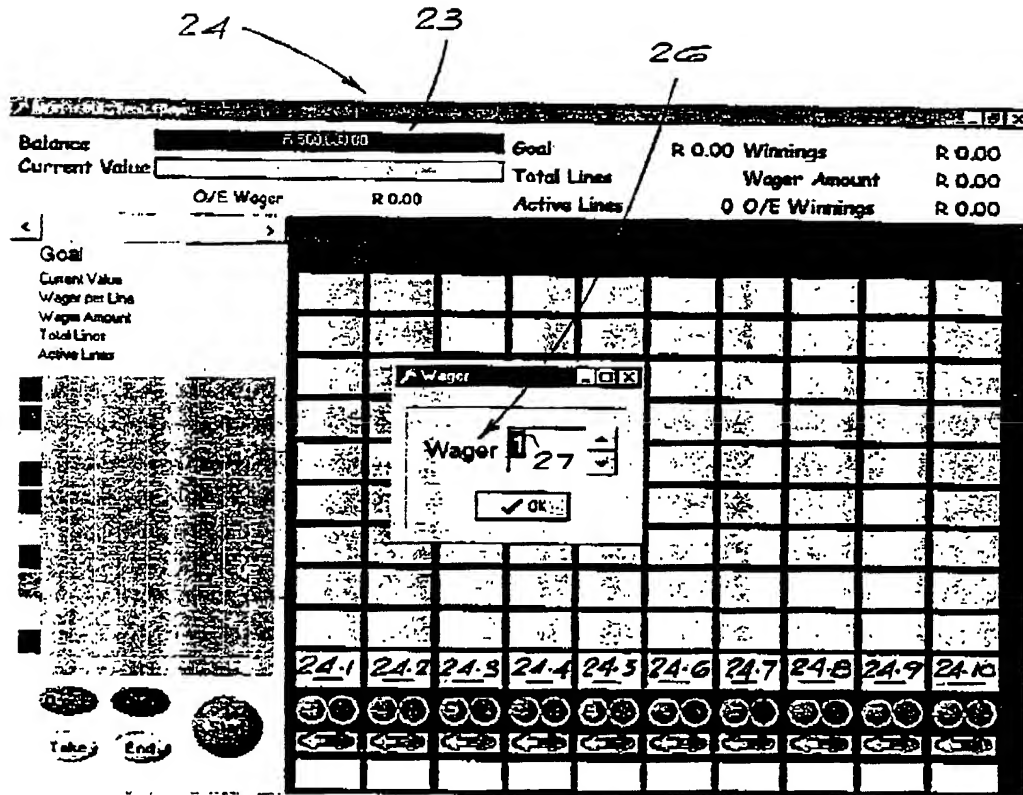 24 23 26
Balance
Current Value
O/E Wager R 0.00
Goal R 0.00 Winnings R 0.00
Total Lines Wager Amount R 0.00
Active Lines 0 O/E Winnings R 0.00
< >
Goal
Current Value
Wager per Line
Wager Amount
Total Lines
Active Lines
Wager
Wager 1 27
OK
24.1 24.2 24.3 24.4 24.5 24.6 24.7 24.8 24.9 24.10
Take End